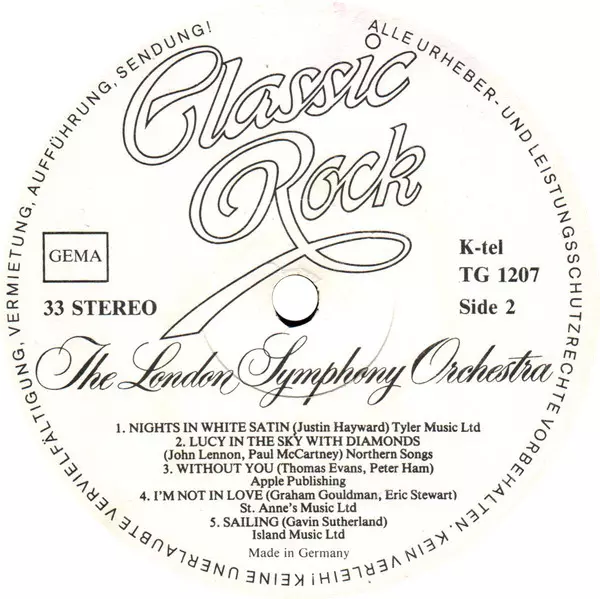 ALLE URHEBER- UND LEISTUNGSSCHUTZRECHTE VORBEHALTEN. KEIN VERLEIH! KEINE UNERLAUBTE VERVIELFÄLTIGUNG, VERMIETUNG, AUFFÜHRUNG, SENDUNG!
Classic
Rock
GEMA
33 STEREO
K-tel
TG 1207
Side 2
The London Symphony Orchestra
1. NIGHTS IN WHITE SATIN (Justin Hayward) Tyler Music Ltd
2. LUCY IN THE SKY WITH DIAMONDS
(John Lennon, Paul McCartney) Northern Songs
3. WITHOUT YOU (Thomas Evans, Peter Ham)
Apple Publishing
4. I'M NOT IN LOVE (Graham Gouldman, Eric Stewart)
St. Anne's Music Ltd
5. SAILING (Gavin Sutherland)
Island Music Ltd
Made in Germany